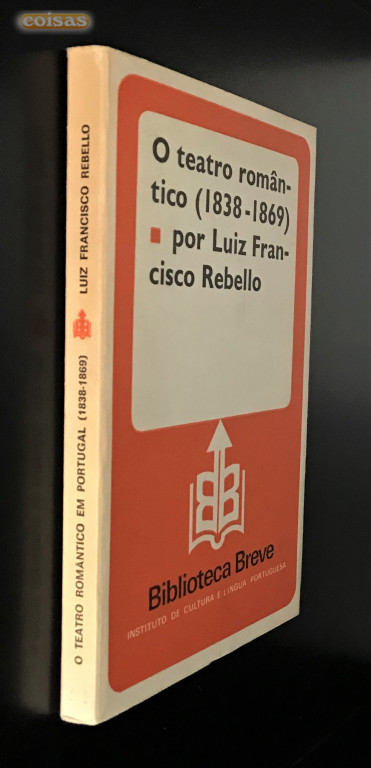 coisas
O teatro român-
tico (1838-1869)
▪ por Luiz Fran-
cisco Rebello
BB
Biblioteca Breve
INSTITUTO DE CULTURA E LÍNGUA PORTUGUESA
O TEATRO ROMÂNTICO EM PORTUGAL (1838-1869) LUIZ FRANCISCO REBELLO